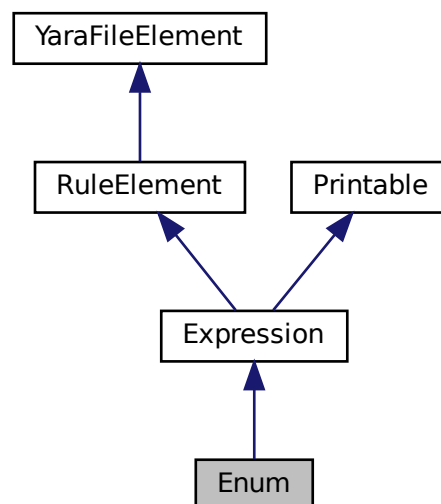 YaraFileElement
RuleElement
Printable
Expression
Enum